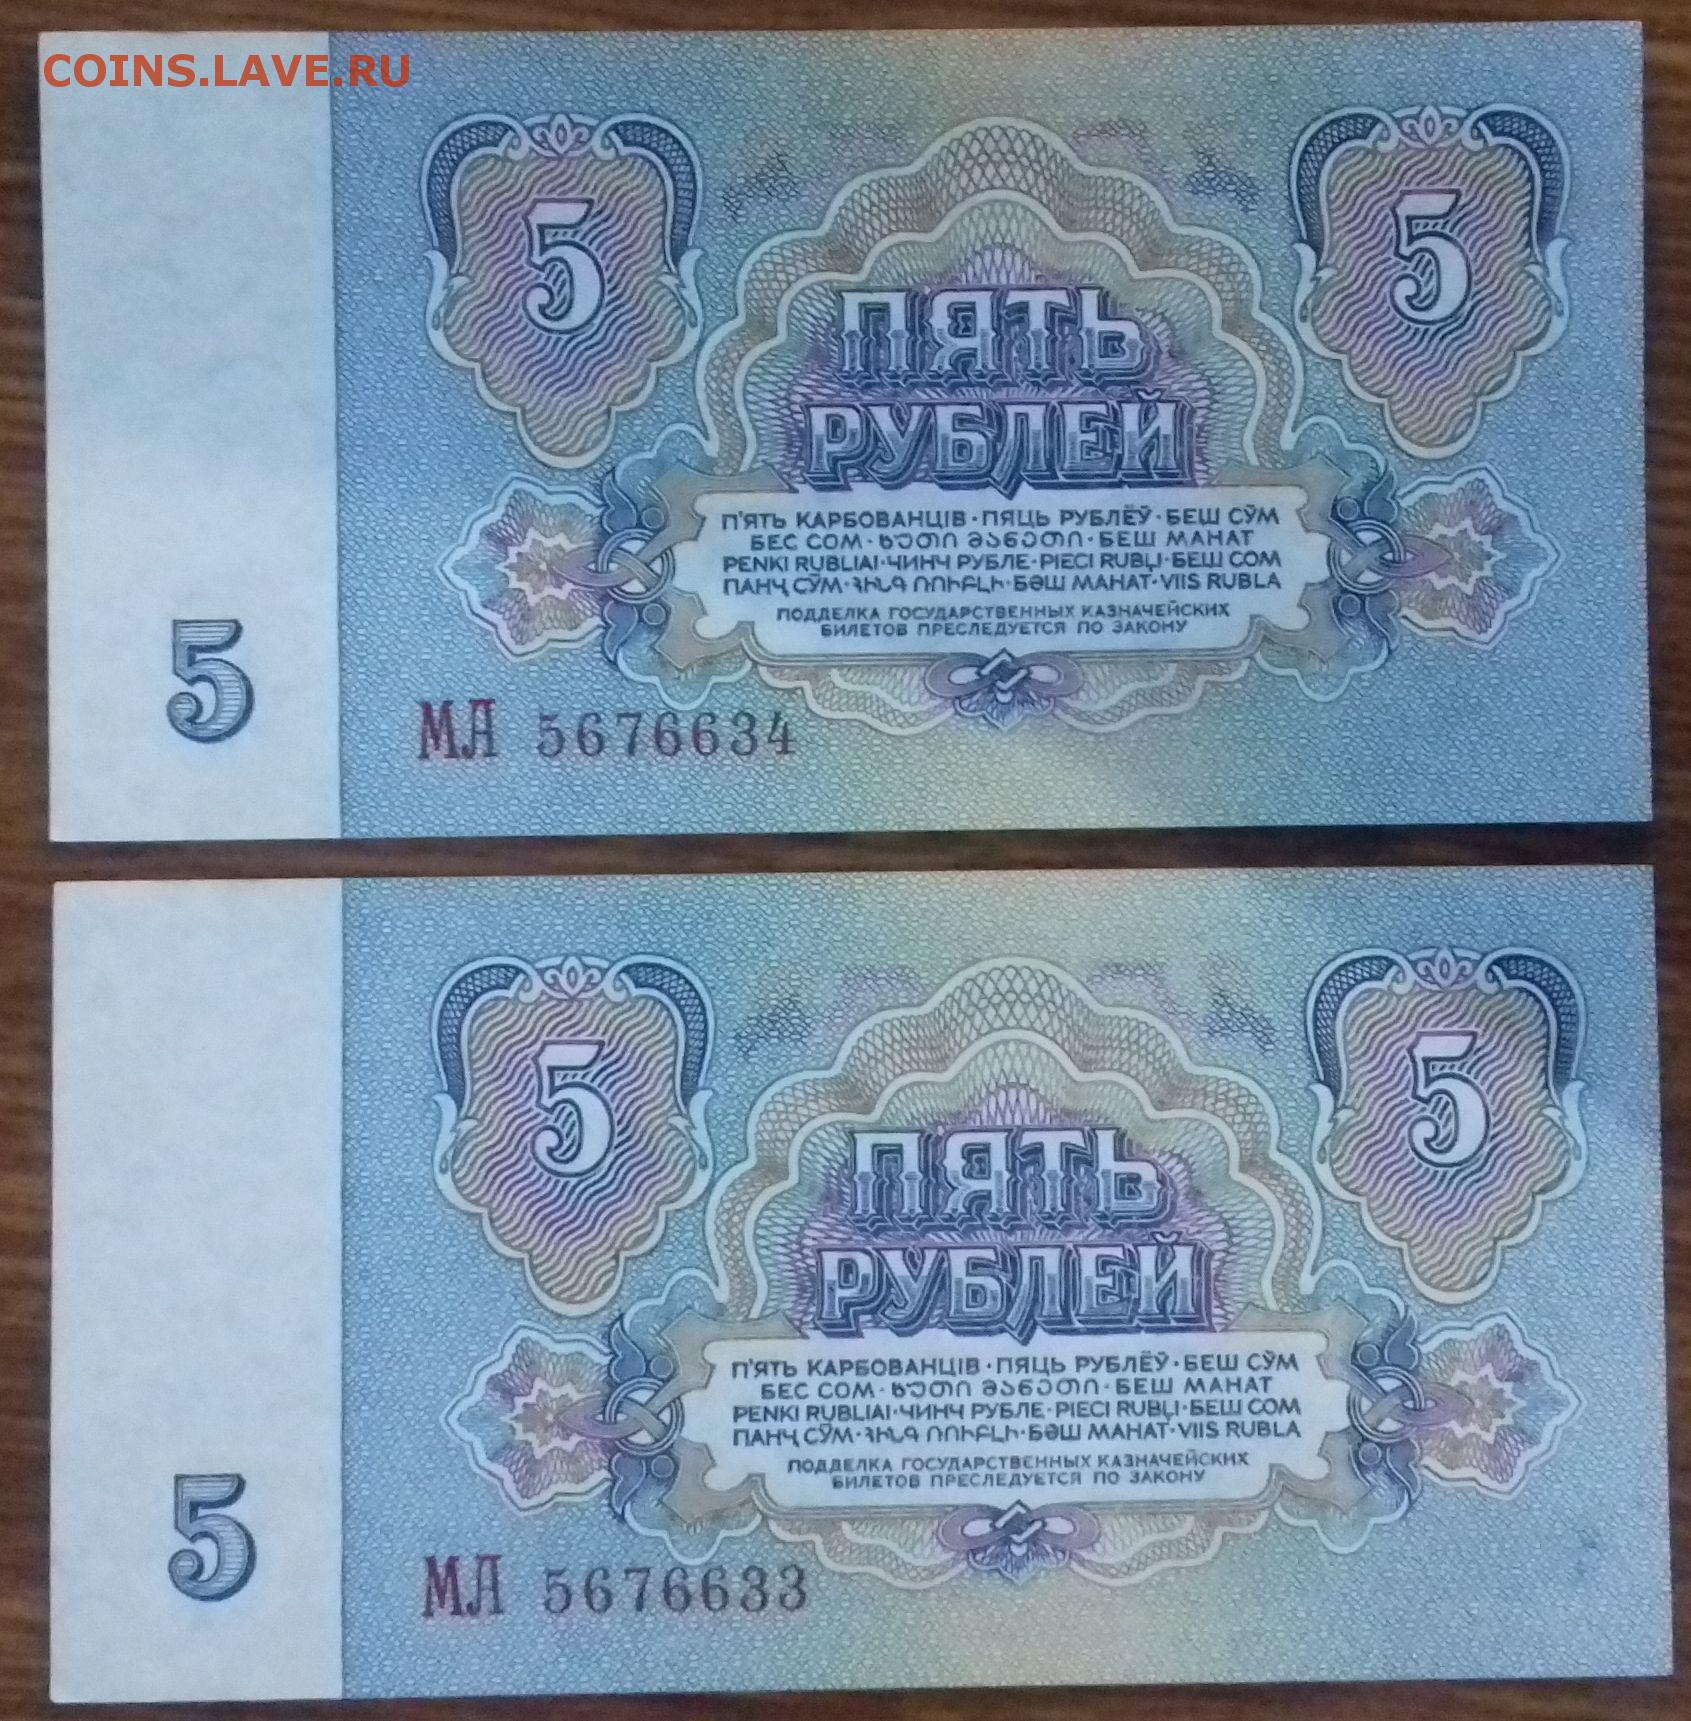 COINS.LAVE.RU
5
5
ПЯТЬ
РУБЛЕЙ
П'ЯТЬ КАРБОВАНЦІВ · ПЯЦЬ РУБЛЁЎ · БЕШ СЎМ
БЕС СОМ · ხუთი მანეთი · БЕШ МАНАТ
PENKI RUBLIAI · ЧИНЧ РУБЛЕ · PIECI RUBĻI · БЕШ СОМ
ПАНҶ СӮМ · ՀԻՆԳ ՌՈՒԲԼԻ · БӘШ МАНАТ · VIIS RUBLA
ПОДДЕЛКА ГОСУДАРСТВЕННЫХ КАЗНАЧЕЙСКИХ
БИЛЕТОВ ПРЕСЛЕДУЕТСЯ ПО ЗАКОНУ
5
МЛ 5676634
5
5
ПЯТЬ
РУБЛЕЙ
П'ЯТЬ КАРБОВАНЦІВ · ПЯЦЬ РУБЛЁЎ · БЕШ СЎМ
БЕС СОМ · ხუთი მანეთი · БЕШ МАНАТ
PENKI RUBLIAI · ЧИНЧ РУБЛЕ · PIECI RUBĻI · БЕШ СОМ
ПАНҶ СӮМ · ՀԻՆԳ ՌՈՒԲԼԻ · БӘШ МАНАТ · VIIS RUBLA
ПОДДЕЛКА ГОСУДАРСТВЕННЫХ КАЗНАЧЕЙСКИХ
БИЛЕТОВ ПРЕСЛЕДУЕТСЯ ПО ЗАКОНУ
5
МЛ 5676633